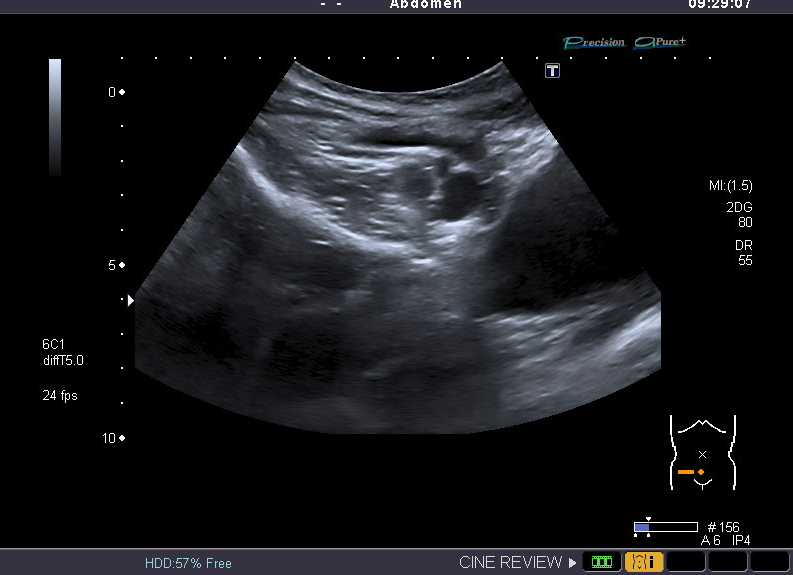 - -
Abdomen
09:29:07
Precision APure+
T
0
5
10
MI:(1.5)
2DG
80
DR
55
6C1
diffT5.0
24 fps
# 156
A 6 IP4
HDD:57% Free
CINE REVIEW
i